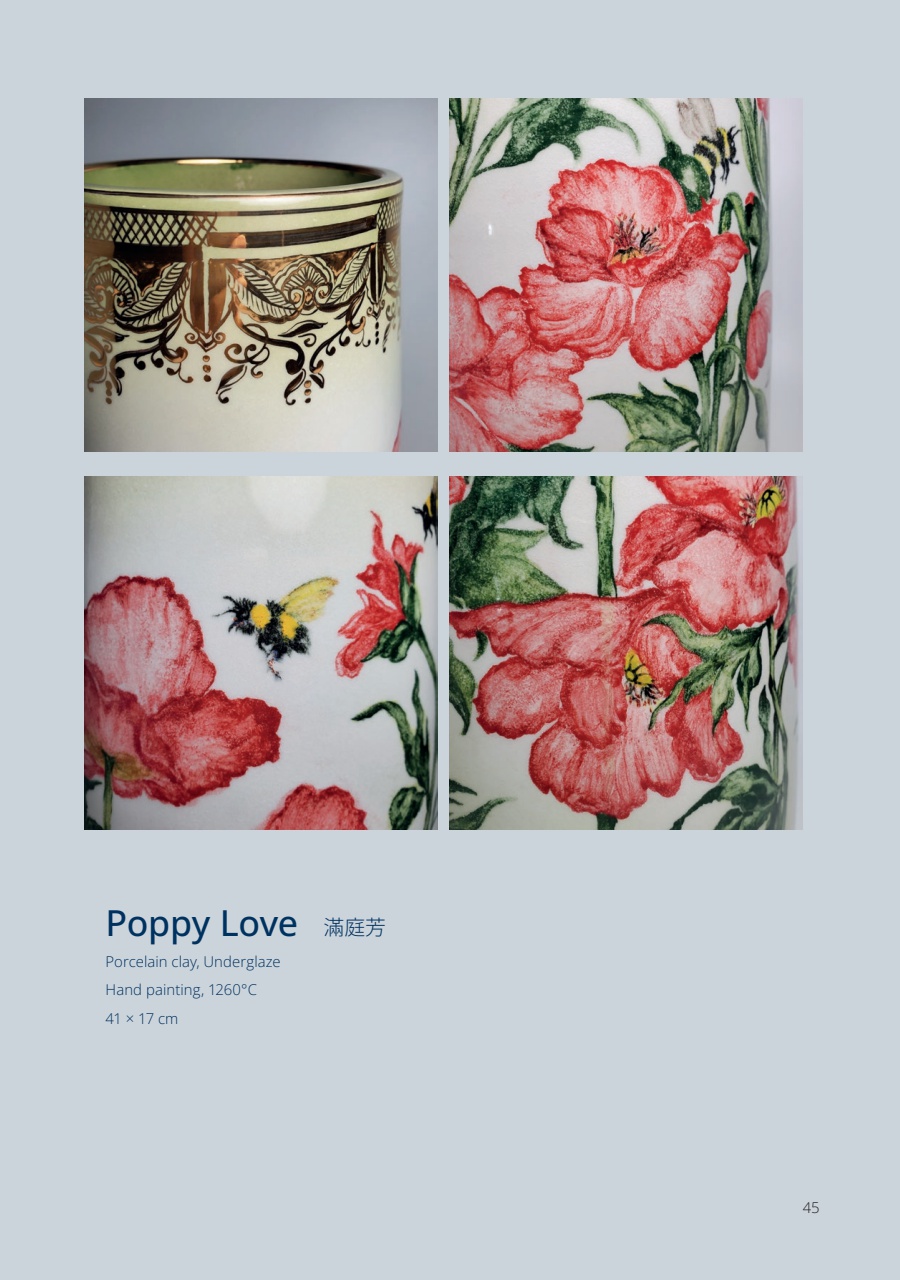 Poppy Love 滿庭芳
Porcelain clay, Underglaze
Hand painting, 1260°C
41 × 17 cm
45